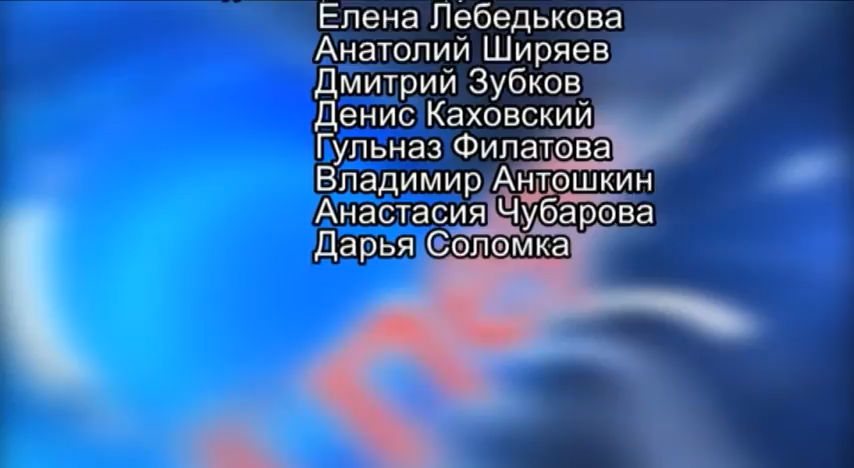 Елена Лебедькова
Анатолий Ширяев
Дмитрий Зубков
Денис Каховский
Гульназ Филатова
Владимир Антошкин
Анастасия Чубарова
Дарья Соломка